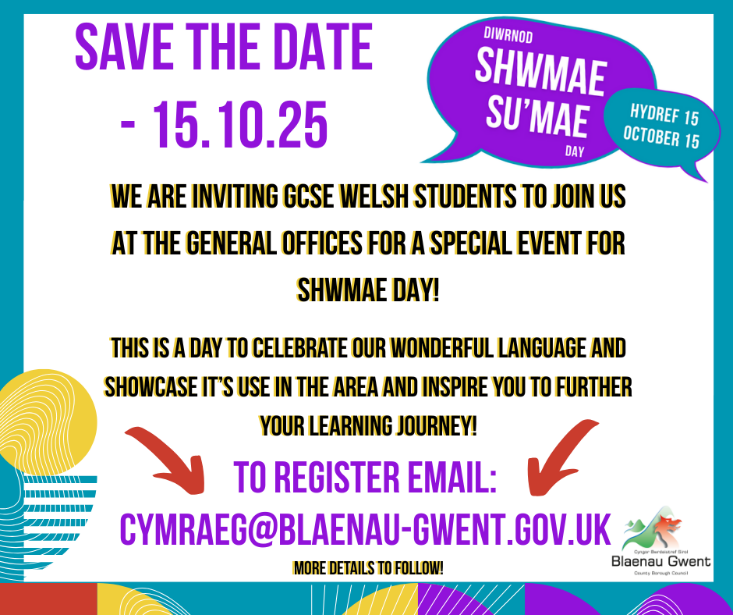 SAVE THE DATE
- 15.10.25
DIWRNOD
SHWMAE
SU'MAE
DAY
HYDREF 15
OCTOBER 15
WE ARE INVITING GCSE WELSH STUDENTS TO JOIN US
AT THE GENERAL OFFICES FOR A SPECIAL EVENT FOR
SHWMAE DAY!
THIS IS A DAY TO CELEBRATE OUR WONDERFUL LANGUAGE AND
SHOWCASE IT'S USE IN THE AREA AND INSPIRE YOU TO FURTHER
YOUR LEARNING JOURNEY!
TO REGISTER EMAIL:
CYMRAEG@BLAENAU-GWENT.GOV.UK
MORE DETAILS TO FOLLOW!
Cyngor Bwrdeisdref Sirol
Blaenau Gwent
County Borough Council